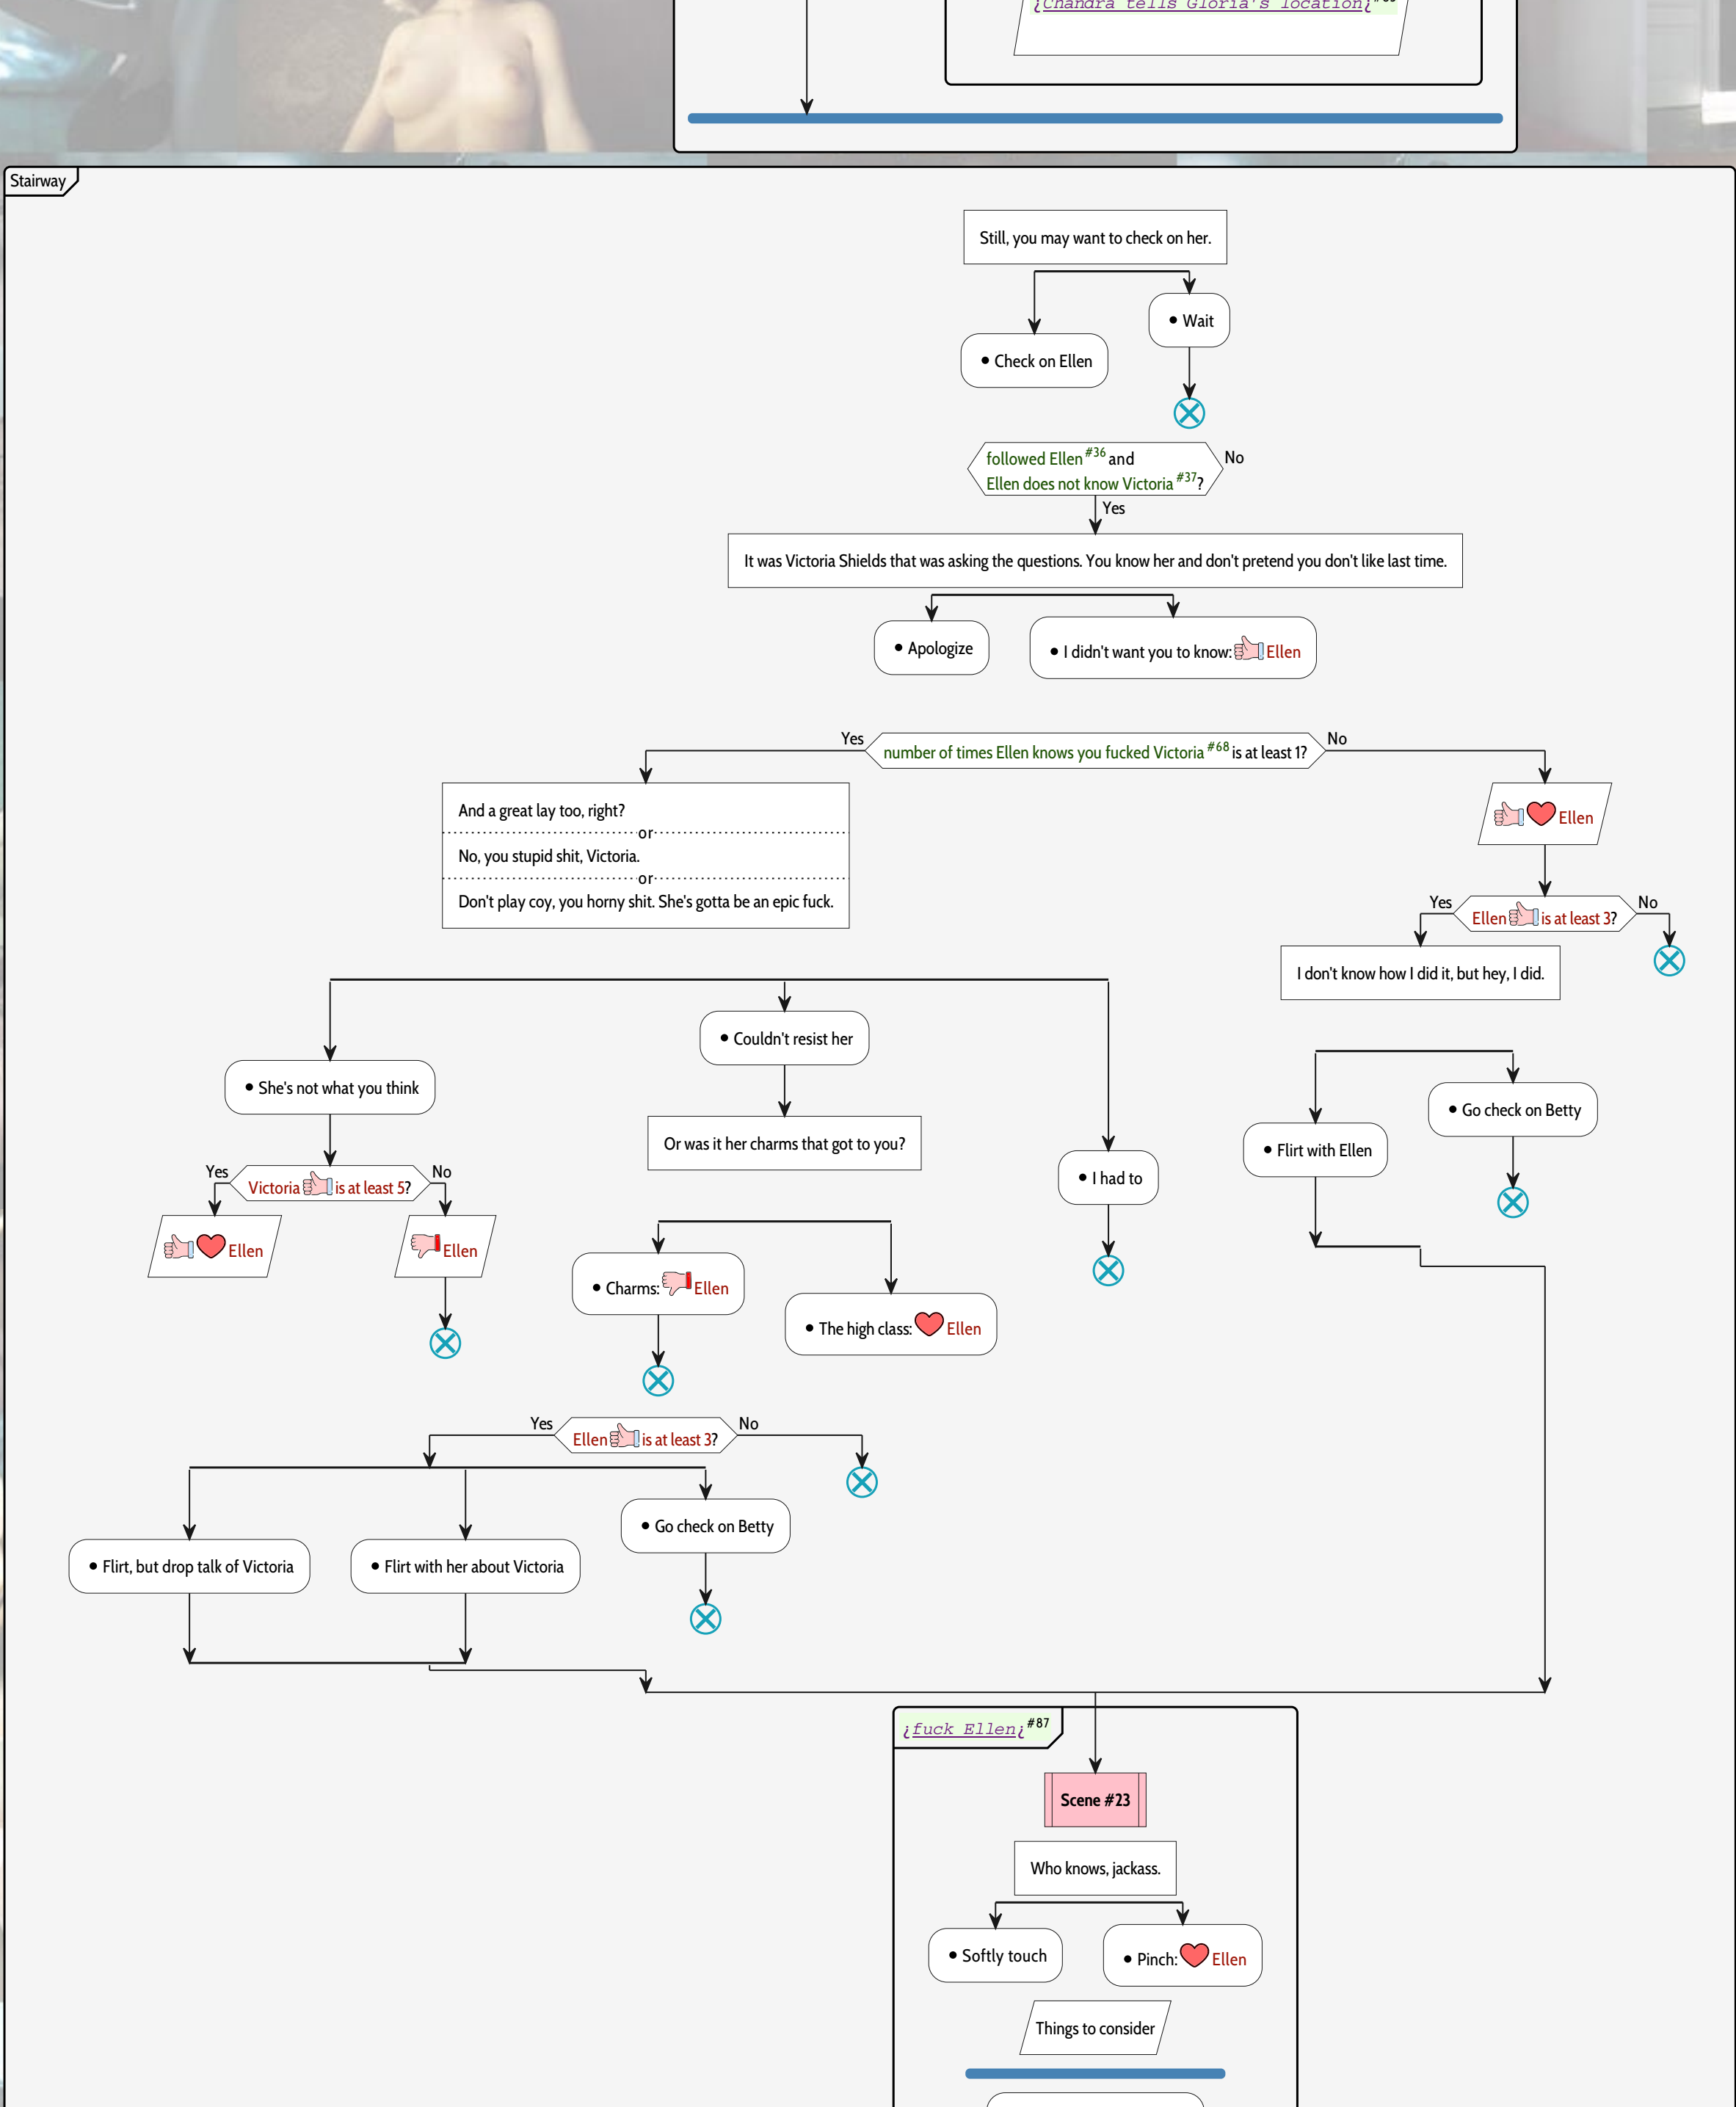 ¿Chandra tells Gloria's location¿
Stairway
Still, you may want to check on her.
• Wait
• Check on Ellen
followed Ellen #36 and
Ellen does not know Victoria #37?
No
Yes
It was Victoria Shields that was asking the questions. You know her and don't pretend you don't like last time.
• Apologize
• I didn't want you to know: Ellen
Yes
number of times Ellen knows you fucked Victoria #68 is at least 1?
No
And a great lay too, right?
or
No, you stupid shit, Victoria.
or
Don't play coy, you horny shit. She's gotta be an epic fuck.
Ellen
Yes
Ellen is at least 3?
No
I don't know how I did it, but hey, I did.
• Couldn't resist her
• She's not what you think
• Go check on Betty
Or was it her charms that got to you?
• Flirt with Ellen
• I had to
Yes
Victoria is at least 5?
No
Ellen
Ellen
• Charms: Ellen
• The high class: Ellen
Yes
Ellen is at least 3?
No
• Go check on Betty
• Flirt, but drop talk of Victoria
• Flirt with her about Victoria
¿fuck Ellen¿ #87
Scene #23
Who knows, jackass.
• Softly touch
• Pinch: Ellen
Things to consider